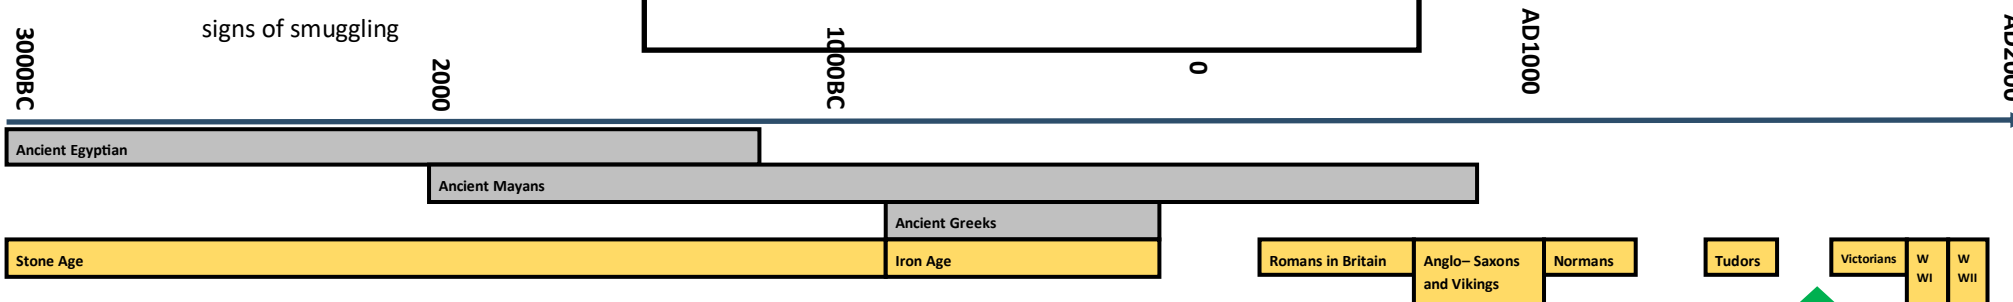 signs of smuggling
3000BC
2000
1000BC
0
AD1000
AD2000
Ancient Egyptian
Ancient Mayans
Ancient Greeks
Stone Age
Iron Age
Romans in Britain
Anglo– Saxons
and Vikings
Normans
Tudors
Victorians
W
WI
W
WII